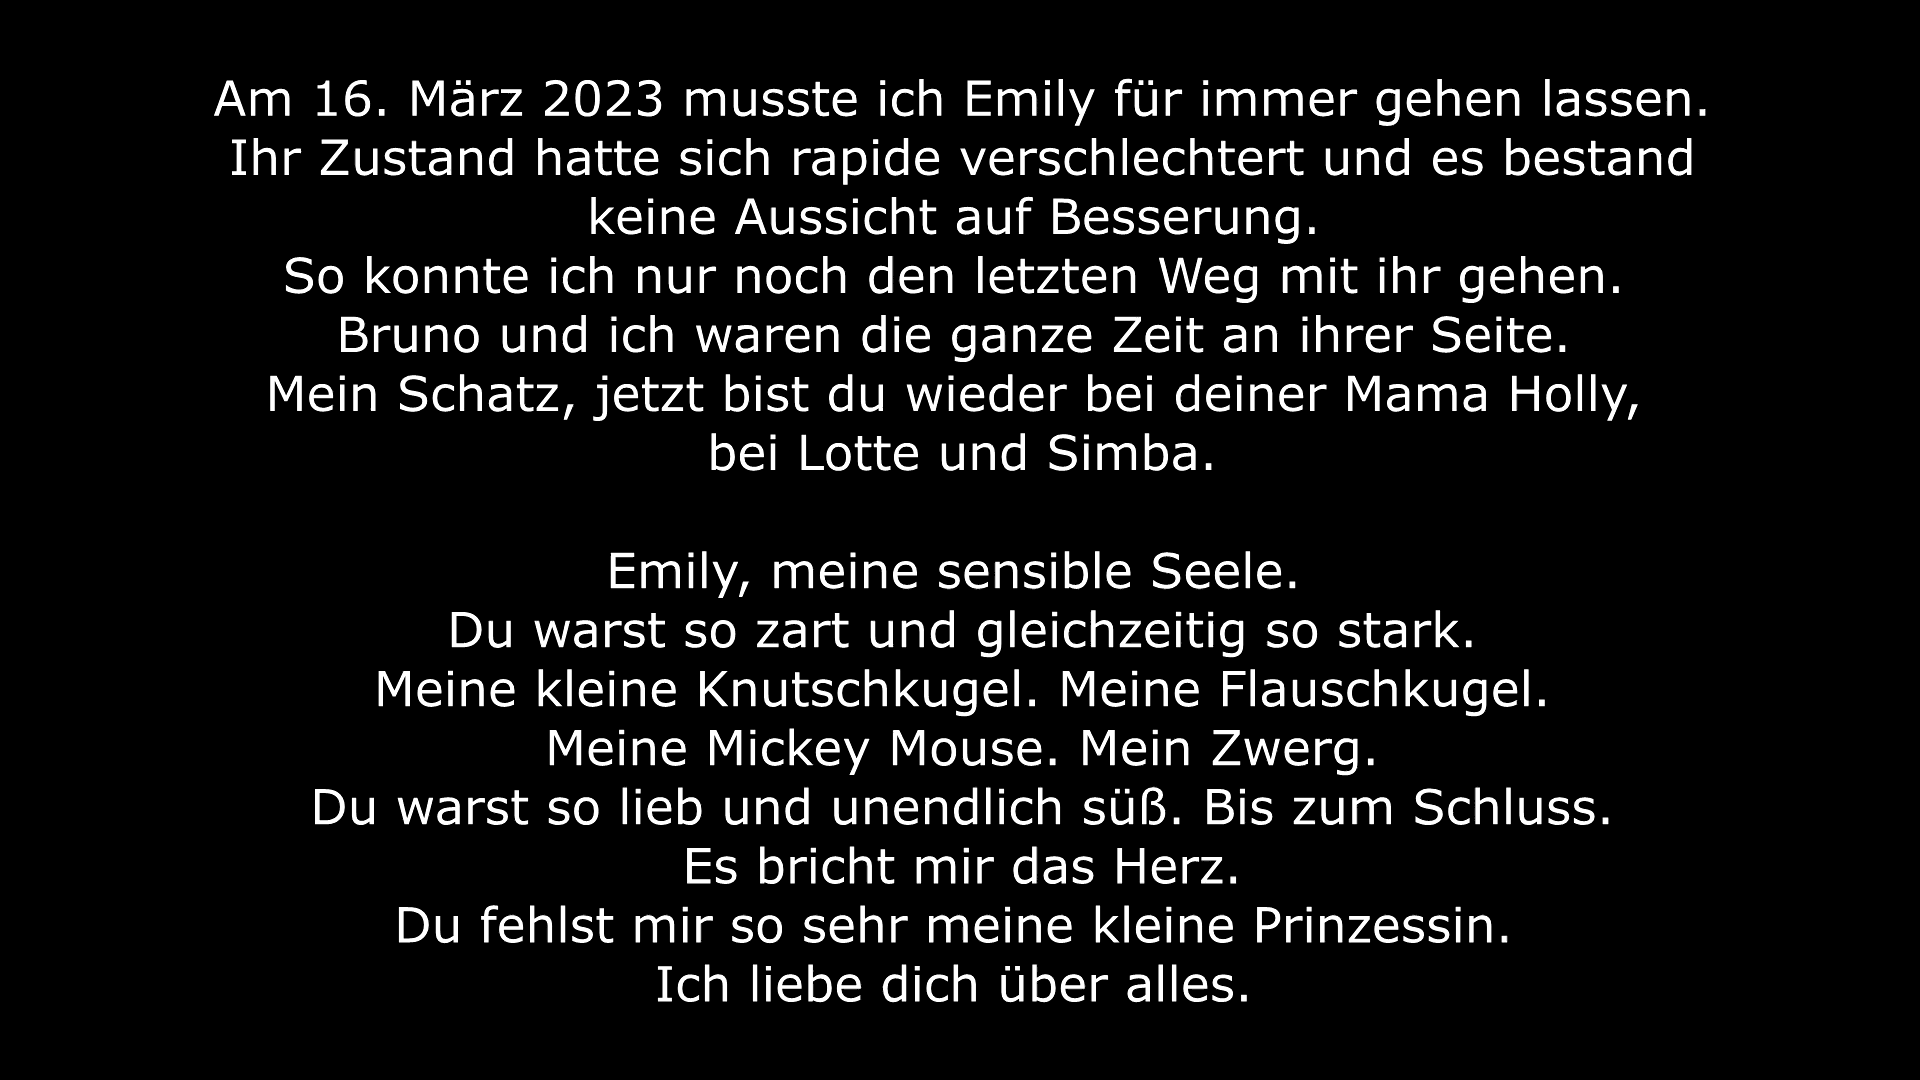 Am 16. März 2023 musste ich Emily für immer gehen lassen.
Ihr Zustand hatte sich rapide verschlechtert und es bestand
keine Aussicht auf Besserung.
So konnte ich nur noch den letzten Weg mit ihr gehen.
Bruno und ich waren die ganze Zeit an ihrer Seite.
Mein Schatz, jetzt bist du wieder bei deiner Mama Holly,
bei Lotte und Simba.
Emily, meine sensible Seele.
Du warst so zart und gleichzeitig so stark.
Meine kleine Knutschkugel. Meine Flauschkugel.
Meine Mickey Mouse. Mein Zwerg.
Du warst so lieb und unendlich süß. Bis zum Schluss.
Es bricht mir das Herz.
Du fehlst mir so sehr meine kleine Prinzessin.
Ich liebe dich über alles.